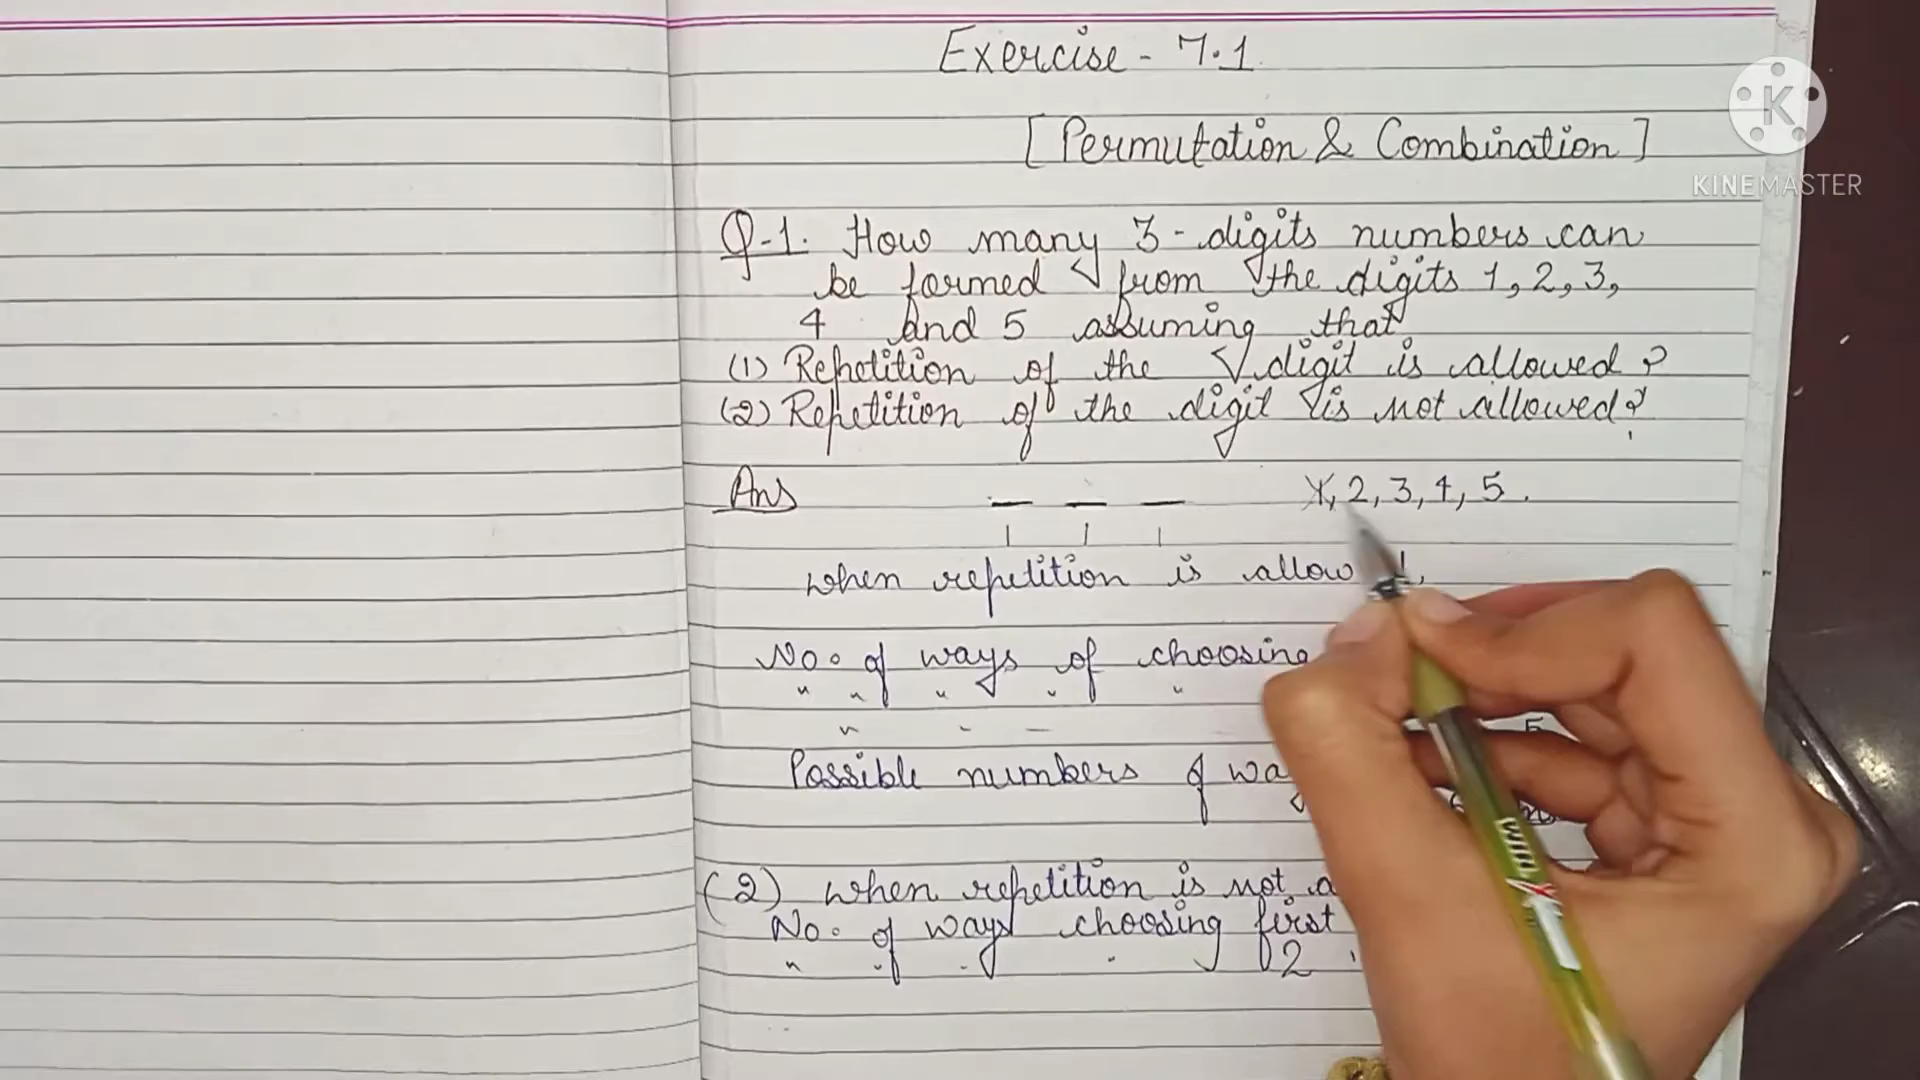 Exercise - 7.1
[Permutation & Combination]
KINEMASTER
Q-1. How many 3-digits numbers can
be formed from the digits 1, 2, 3,
4 and 5 assuming that
(1) Repetition of the digit is allowed?
(2) Repetition of the digit is not allowed?
Ans _ _ _ 1, 2, 3, 4, 5.
when repetition is
No. of ways of choosing
" " " " "
" " "
Possible numbers of
(2) when repetition is not
No. of ways choosing first
" " " " 2
WIN